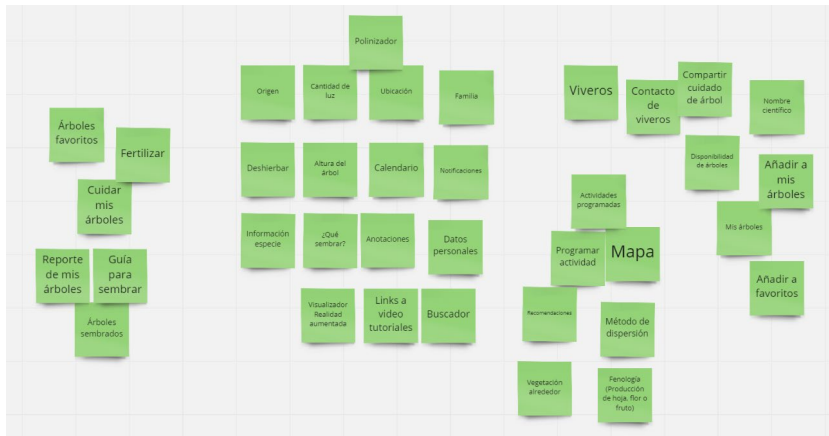 Árboles
favoritos
Fertilizar
Cuidar
mis
árboles
Reporte
de mis
árboles
Guía
para
sembrar
Árboles
sembrados
Polinizador
Origen
Cantidad de
luz
Ubicación
Familia
Deshierbar
Altura del
árbol
Calendario
Notificaciones
Información
especie
¿Qué
sembrar?
Anotaciones
Datos
personales
Visualizador
Realidad
aumentada
Links a
video
tutoriales
Buscador
Viveros
Contacto
de
viveros
Compartir
cuidado
de árbol
Nombre
científico
Disponibilidad
de árboles
Añadir a
mis
árboles
Actividades
programadas
Mis árboles
Programar
actividad
Mapa
Añadir a
favoritos
Recomendaciones
Método de
dispersión
Vegetación
alrededor
Fenología
(Producción
de hoja, flor o
fruto)